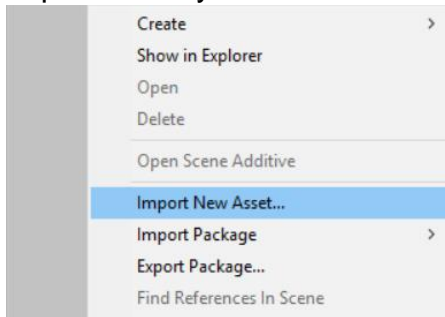 Create
Show in Explorer
Open
Delete
Open Scene Additive
Import New Asset...
Import Package
Export Package...
Find References In Scene